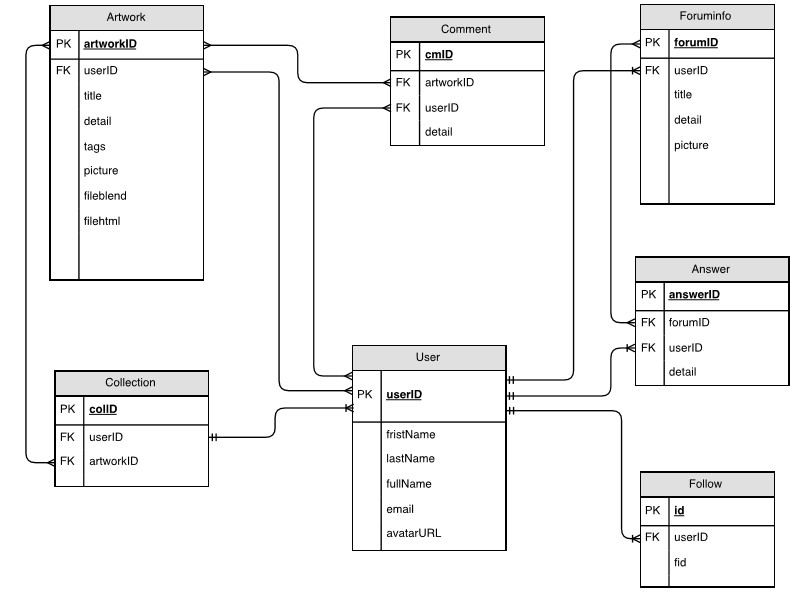 Artwork
PK artworkID
FK userID
title
detail
tags
picture
fileblend
filehtml
Comment
PK cmID
FK artworkID
FK userID
detail
Foruminfo
PK forumID
FK userID
title
detail
picture
Answer
PK answerID
FK forumID
FK userID
detail
Collection
PK colID
FK userID
FK artworkID
User
PK userID
fristName
lastName
fullName
email
avatarURL
Follow
PK id
FK userID
fid